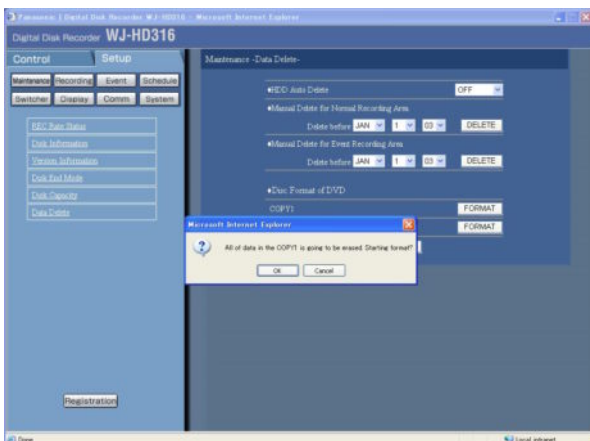 Panasonic | Digital Disk Recorder WJ-HD316 - Microsoft Internet Explorer
Digital Disk Recorder WJ-HD316
Control Setup
Maintenance Recording Event Schedule
Switcher Display Comm System
REC Rate Status
Disk Information
Version Information
Disk End Mode
Disk Capacity
Data Delete
Registration
Maintenance -Data Delete-
◆HDD Auto Delete OFF
◆Manual Delete for Normal Recording Area
Delete before JAN 1 03 DELETE
◆Manual Delete for Event Recording Area
Delete before JAN 1 03 DELETE
◆Disc Format of DVD
COPY1 FORMAT
FORMAT
Microsoft Internet Explorer
All of data in the COPY1 is going to be erased. Starting format?
OK Cancel
Done Local intranet